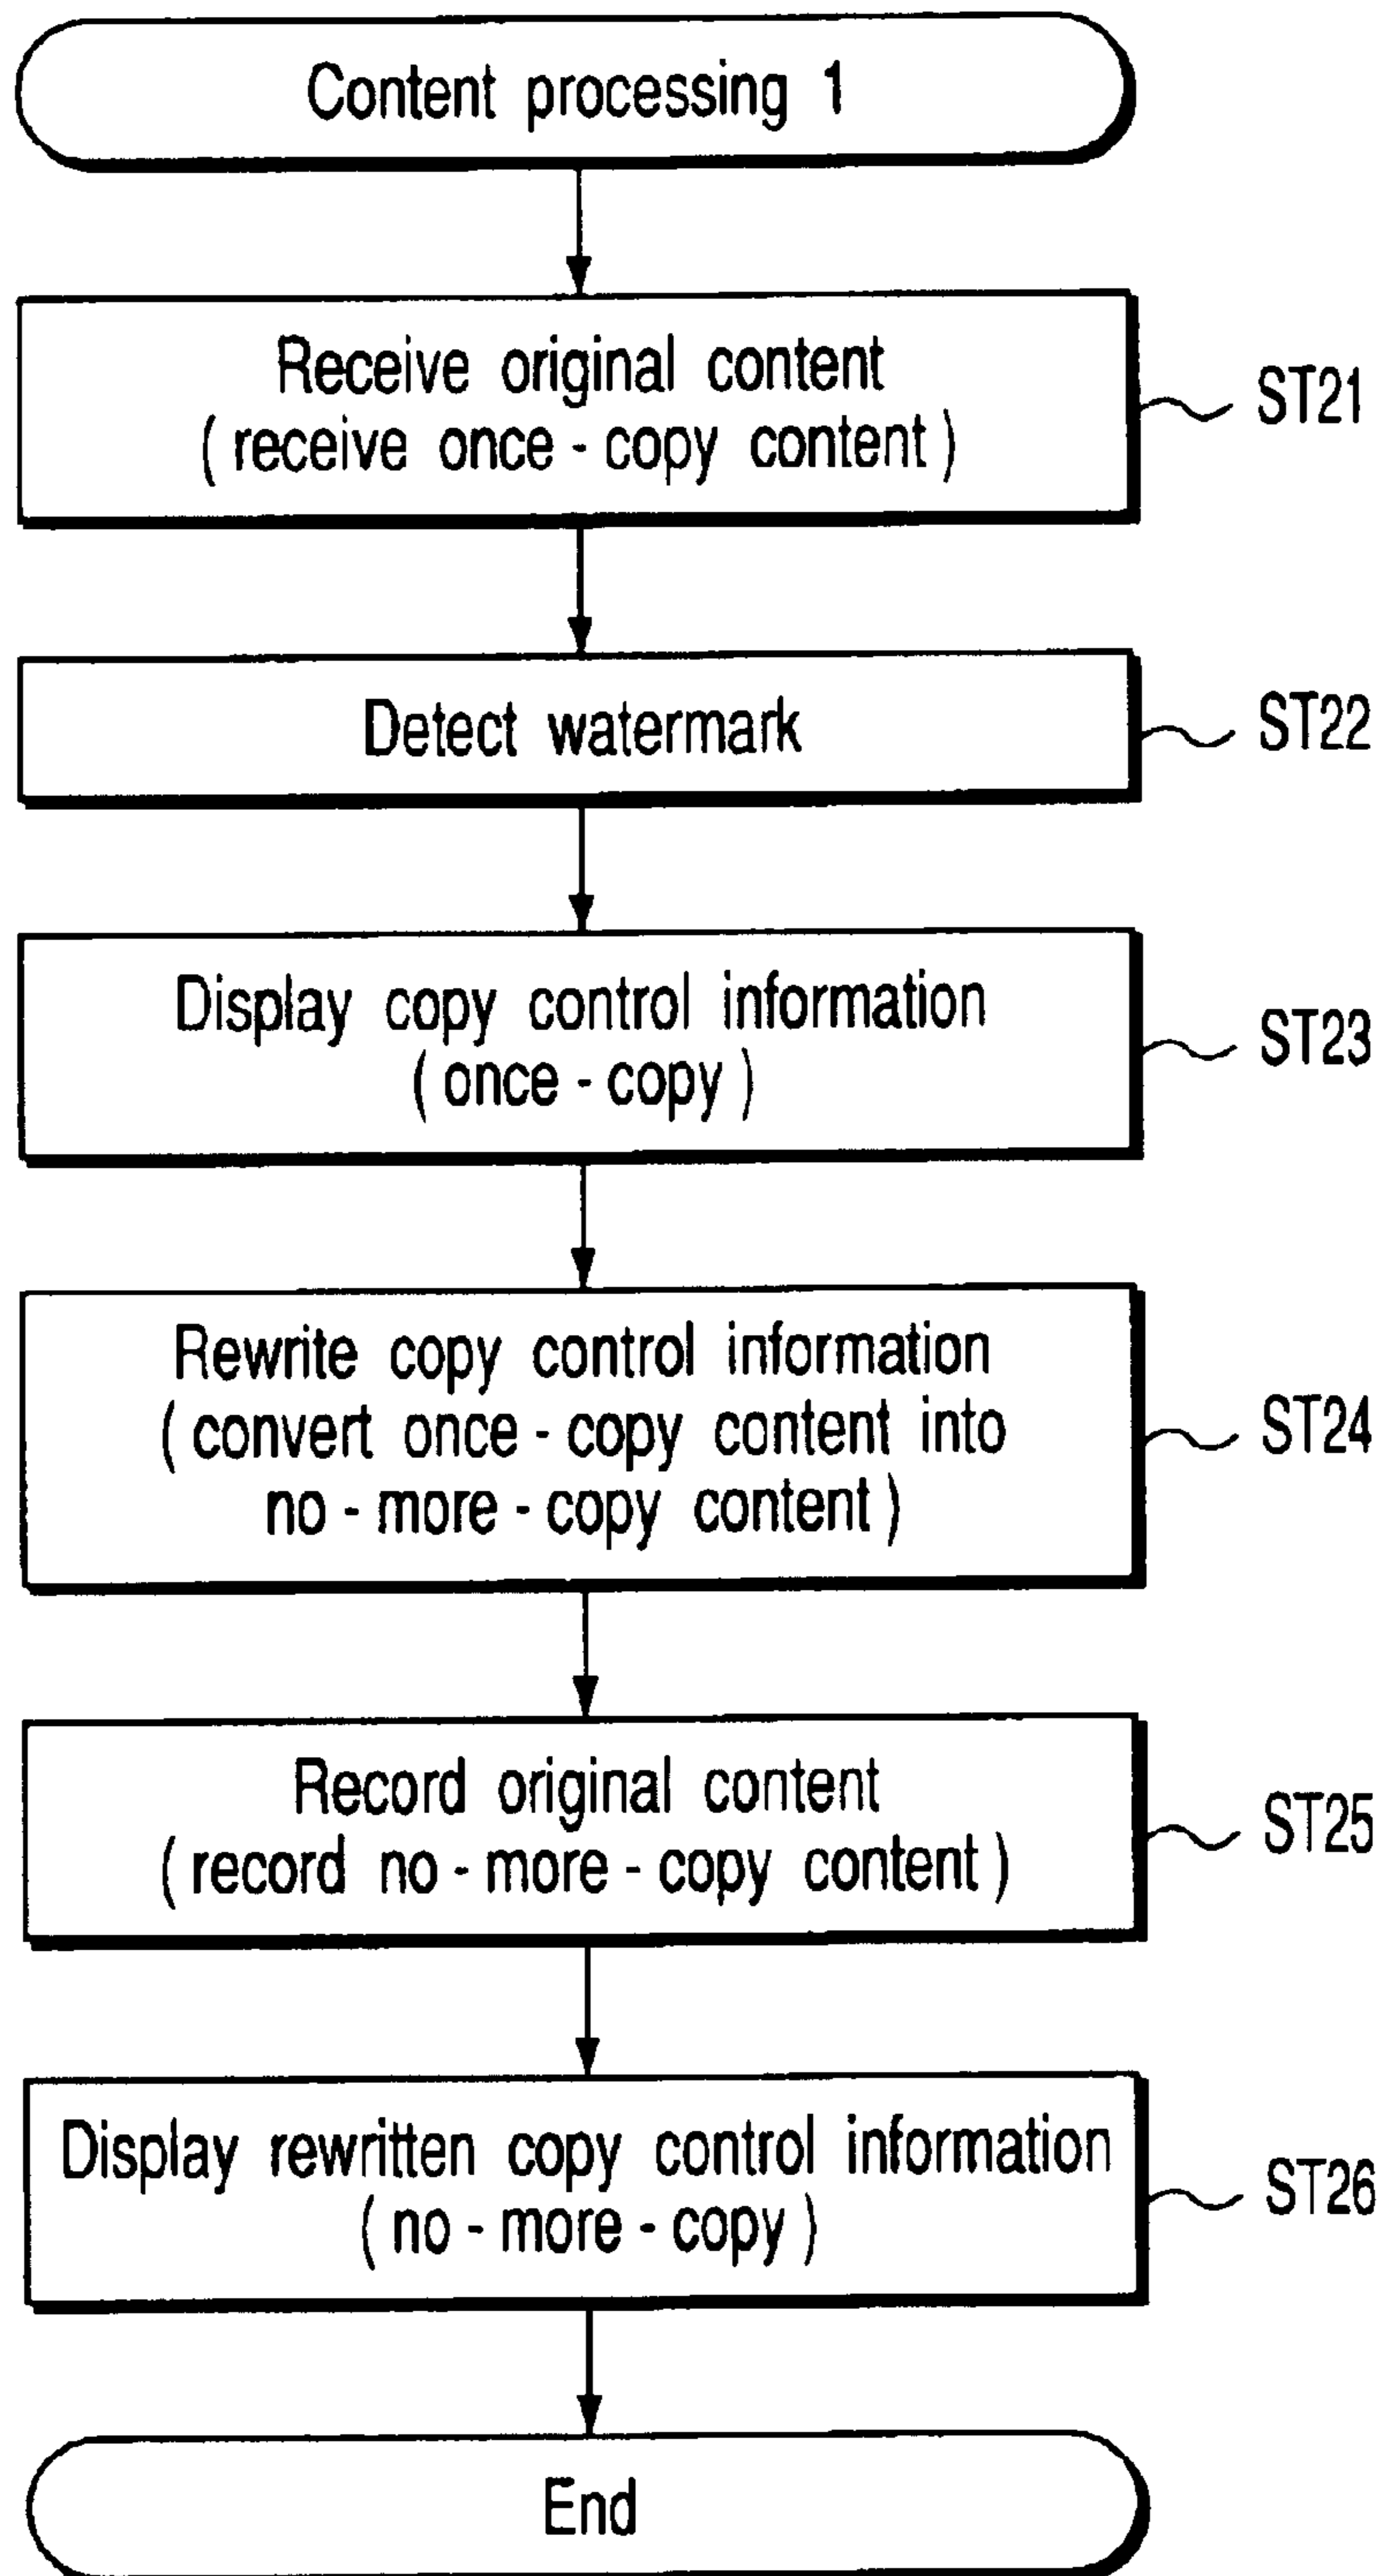 Content processing 1
Receive original content
( receive once - copy content )
ST21
Detect watermark
ST22
Display copy control information
( once - copy )
ST23
Rewrite copy control information
( convert once - copy content into
no - more - copy content )
ST24
Record original content
( record no - more - copy content )
ST25
Display rewritten copy control information
( no - more - copy )
ST26
End